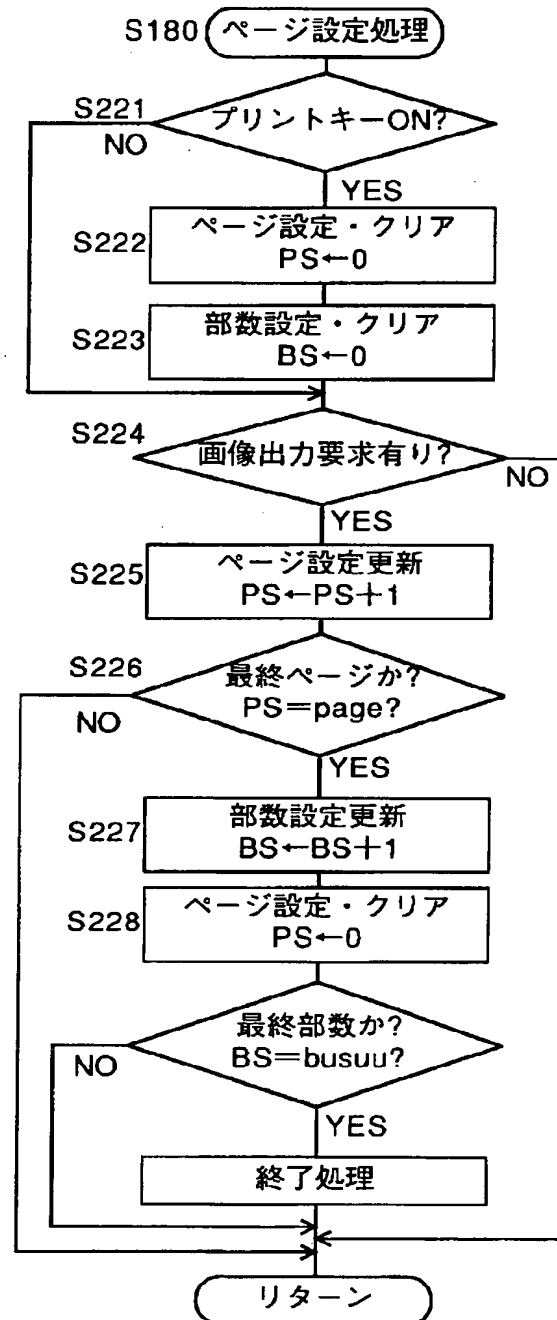 S180 ページ設定処理
S221 プリントキーON?
NO
YES
S222 ページ設定・クリア
PS←0
S223 部数設定・クリア
BS←0
S224 画像出力要求有り?
NO
YES
S225 ページ設定更新
PS←PS+1
S226 最終ページか?
NO PS=page?
YES
S227 部数設定更新
BS←BS+1
S228 ページ設定・クリア
PS←0
最終部数か?
NO BS=busuu?
YES
終了処理
リターン